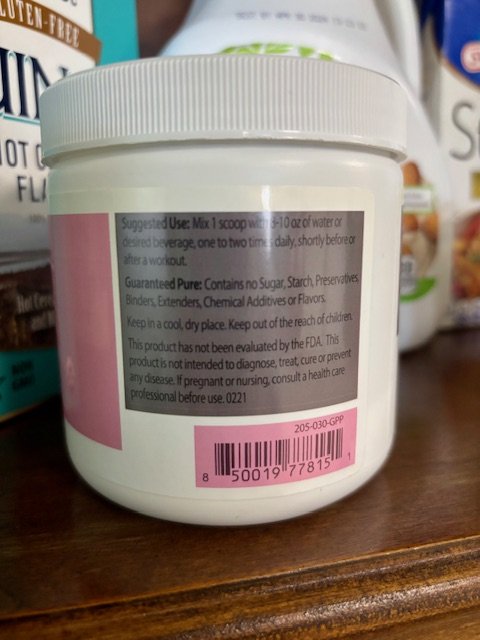 GLUTEN-FREE
Suggested Use: Mix 1 scoop with 8-10 oz of water or
desired beverage, one to two times daily, shortly before or
after a workout.
Guaranteed Pure: Contains no Sugar, Starch, Preservatives,
Binders, Extenders, Chemical Additives or Flavors.
Keep in a cool, dry place. Keep out of the reach of children.
This product has not been evaluated by the FDA. This
product is not intended to diagnose, treat, cure or prevent
any disease. If pregnant or nursing, consult a health care
professional before use. 0221
205-030-GPP
8 50019 77815 1